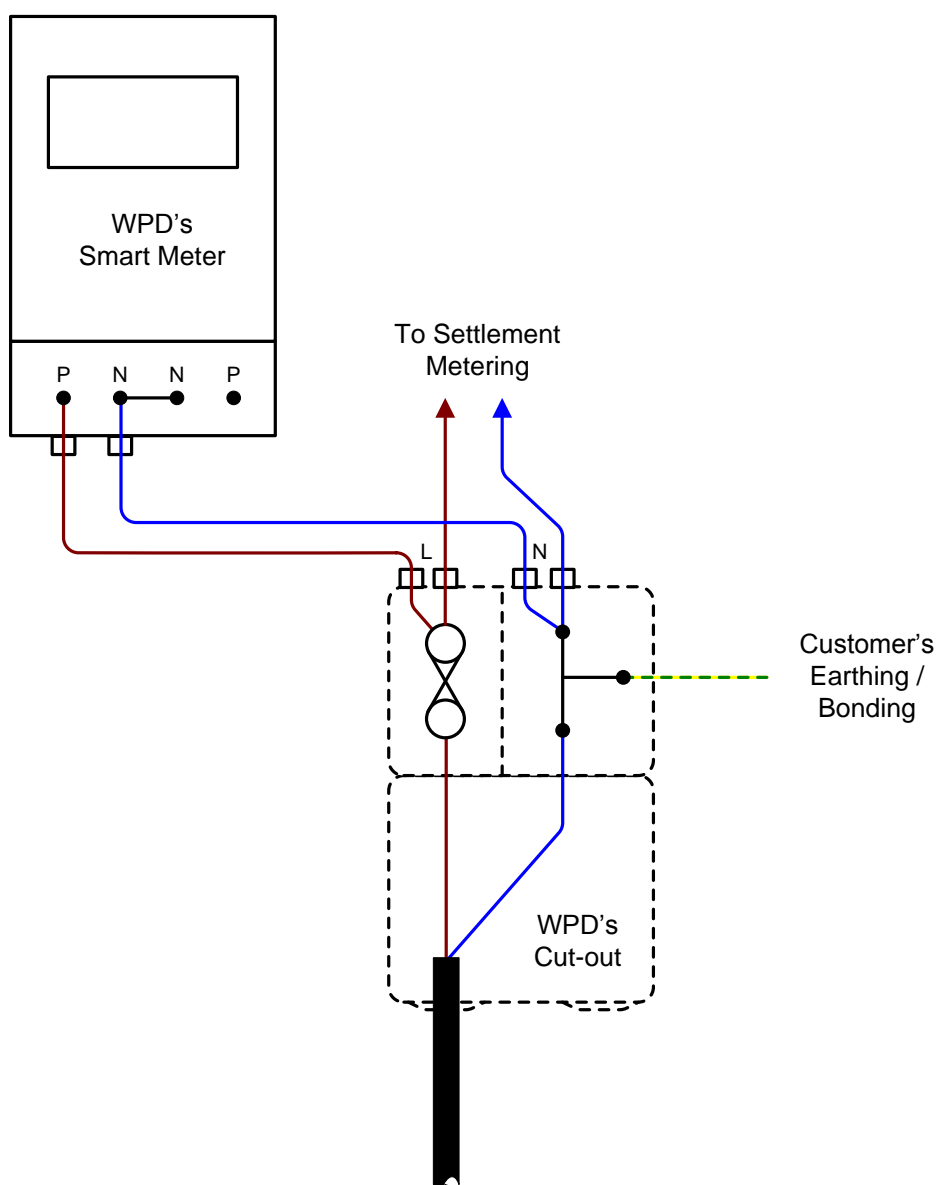 WPD's
Smart Meter
To Settlement
Metering
P N N P
L N
Customer's
Earthing /
Bonding
WPD's
Cut-out